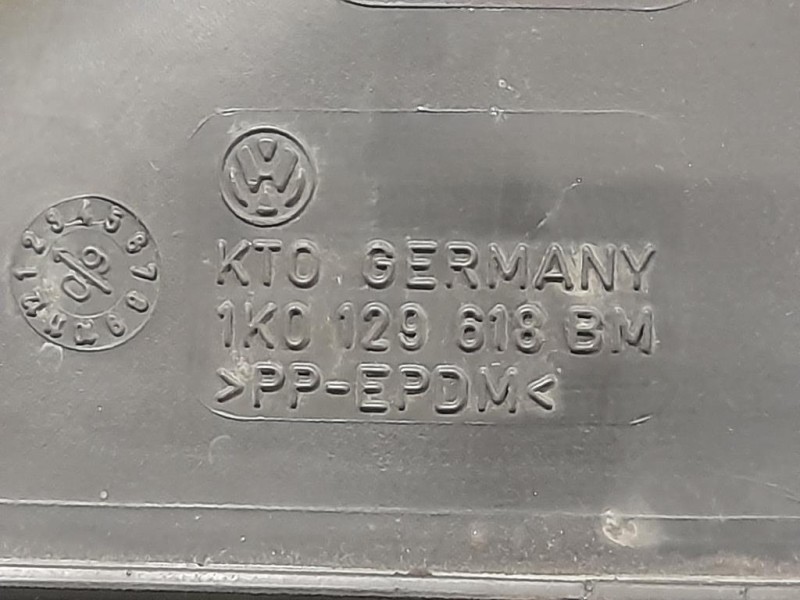 KTO GERMANY
1K0 129 618 BM
>PP-EPDM<